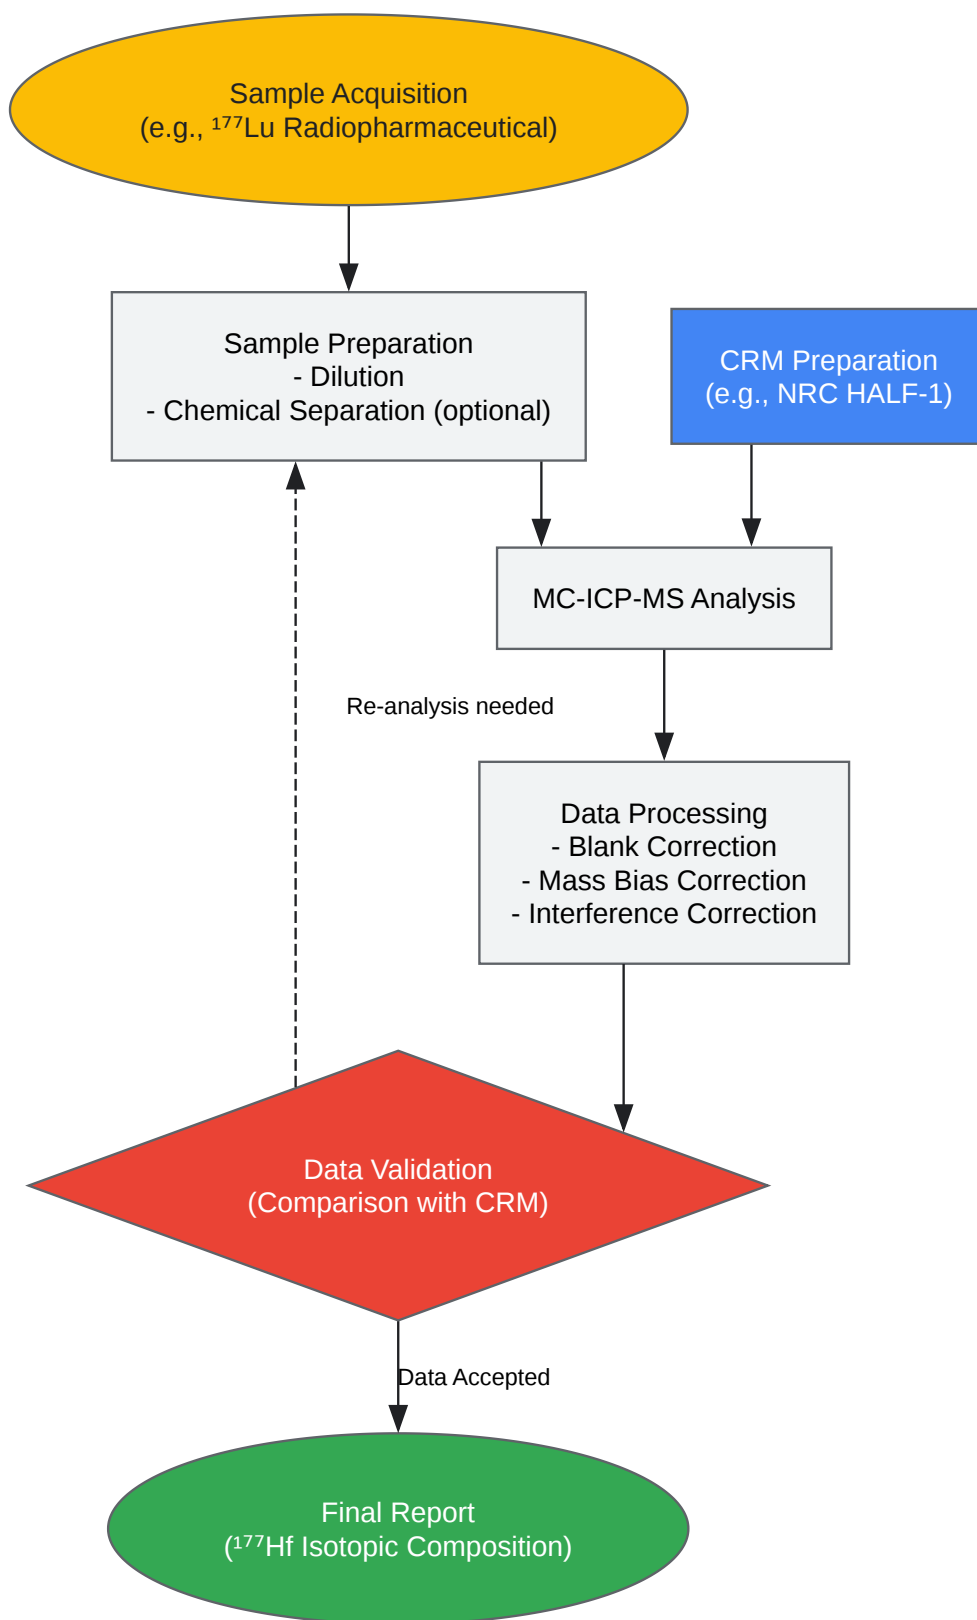 Sample Acquisition
(e.g., ¹⁷⁷Lu Radiopharmaceutical)
Sample Preparation
- Dilution
- Chemical Separation (optional)
CRM Preparation
(e.g., NRC HALF-1)
MC-ICP-MS Analysis
Re-analysis needed
Data Processing
- Blank Correction
- Mass Bias Correction
- Interference Correction
Data Validation
(Comparison with CRM)
Data Accepted
Final Report
(¹⁷⁷Hf Isotopic Composition)